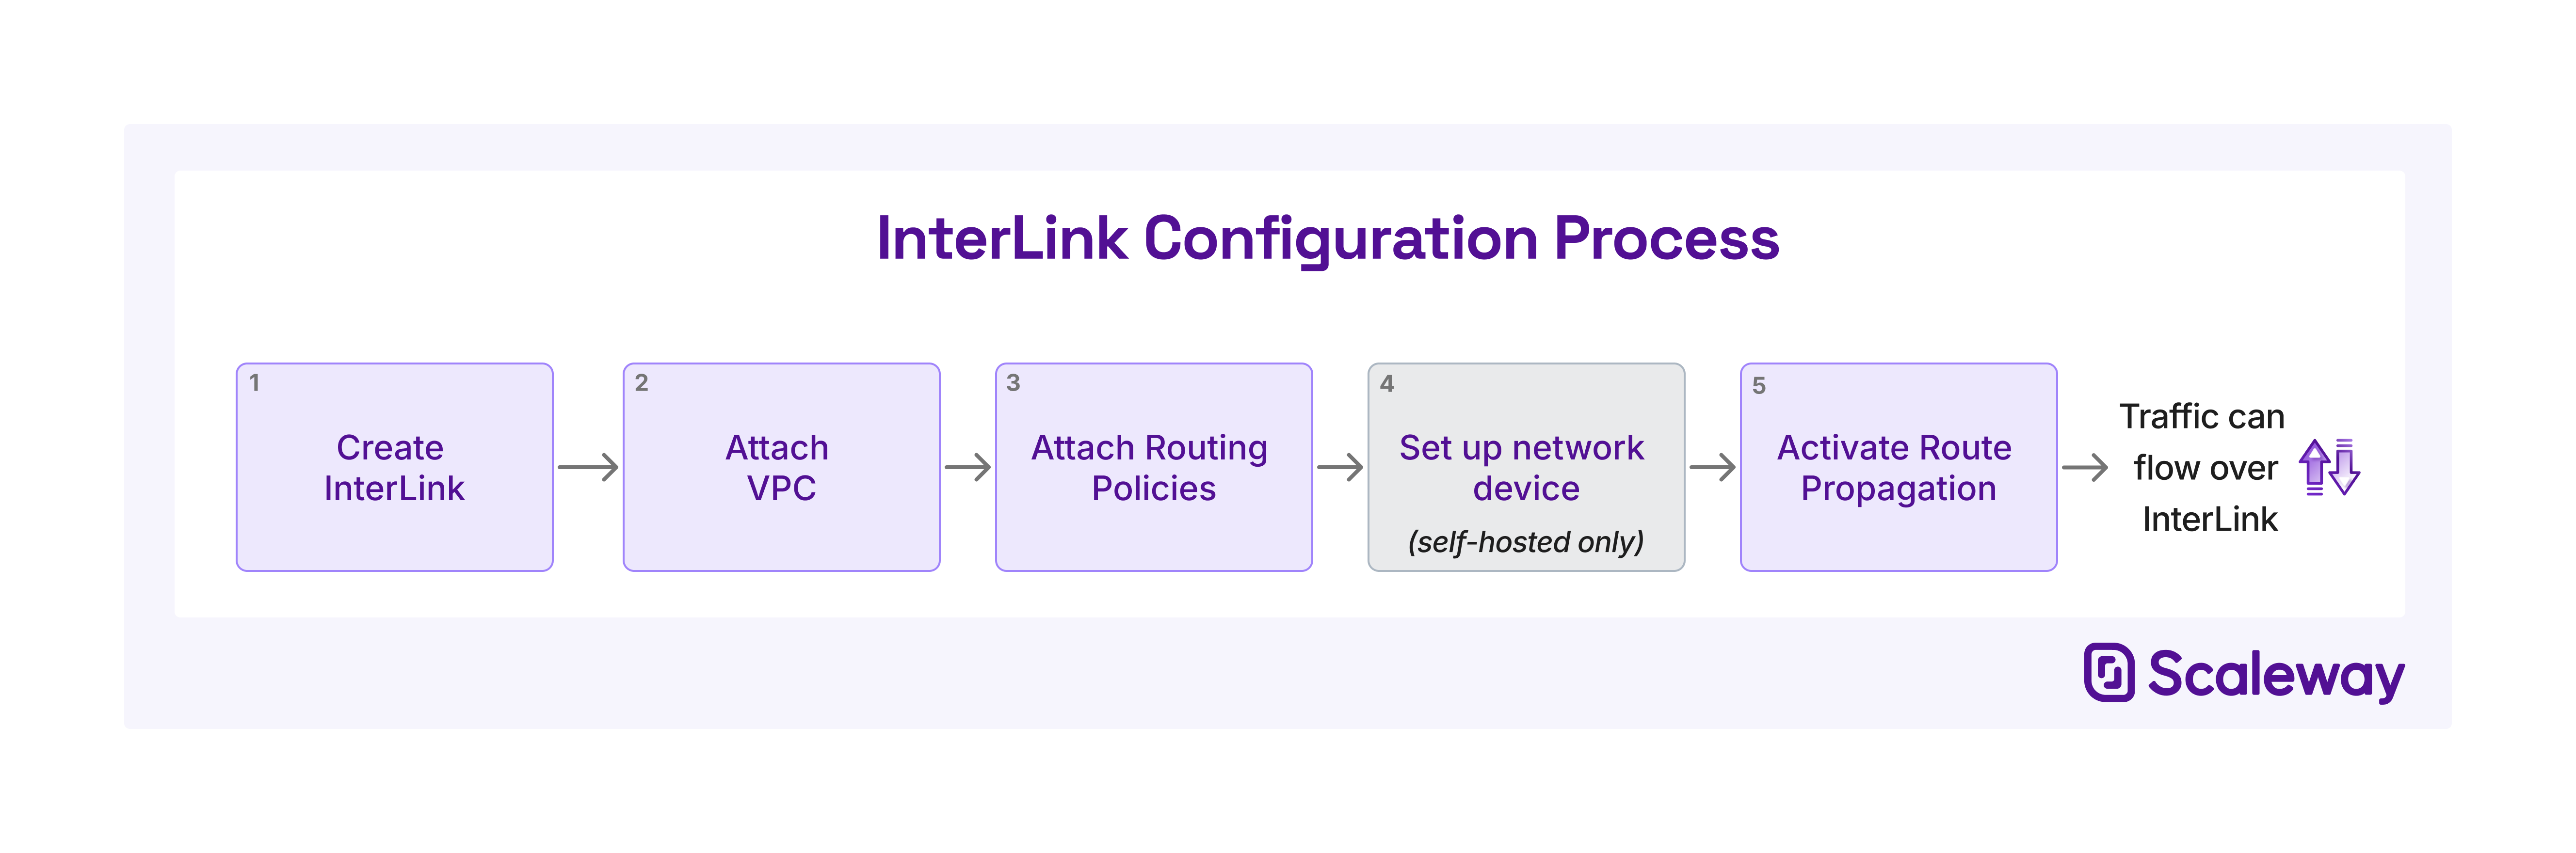 InterLink Configuration Process
1
Create
InterLink
2
Attach
VPC
3
Attach Routing
Policies
4
Set up network
device
(self-hosted only)
5
Activate Route
Propagation
Traffic can
flow over
InterLink
Scaleway